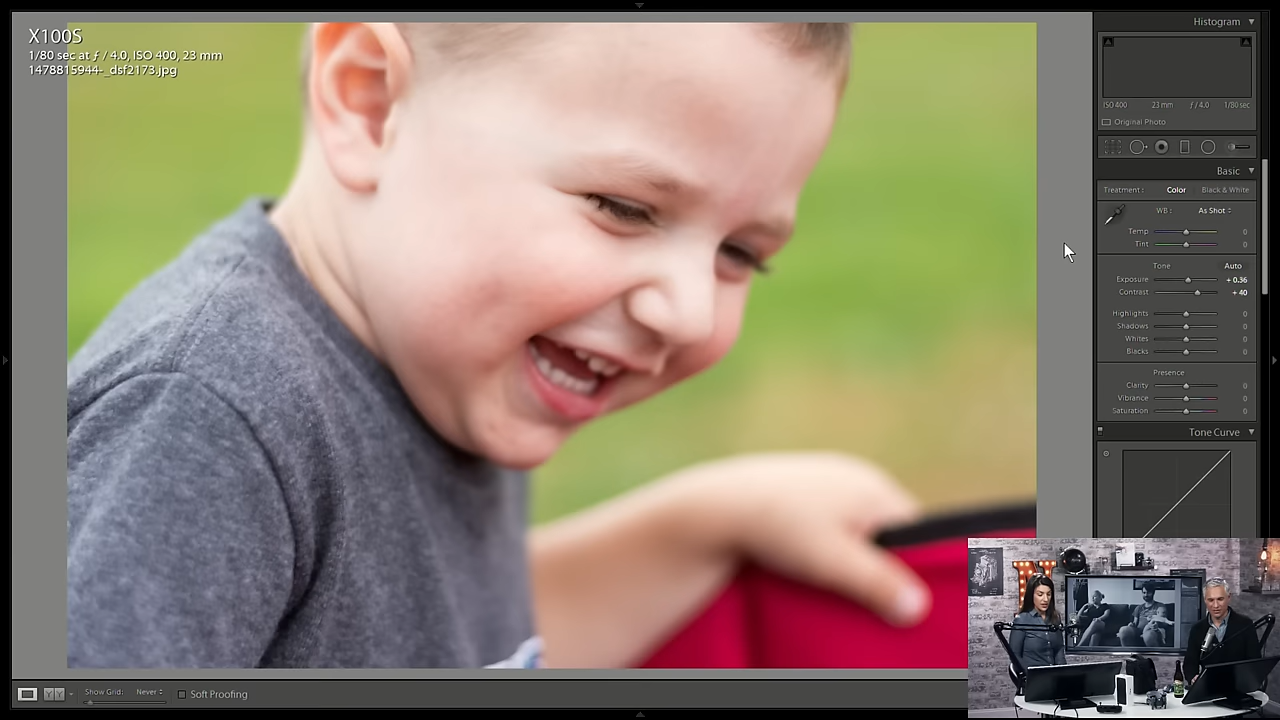 X100S
1/80 sec at ƒ / 4.0, ISO 400, 23 mm
1478815944-_dsf2173.jpg
Histogram
ISO 400 23 mm ƒ / 4.0 1/80 sec
Original Photo
Basic
Treatment : Color Black & White
WB : As Shot
Temp 0
Tint 0
Tone Auto
Exposure + 0.36
Contrast + 40
Highlights 0
Shadows 0
Whites 0
Blacks 0
Presence
Clarity 0
Vibrance 0
Saturation 0
Tone Curve
Y Y
Show Grid: Never
Soft Proofing